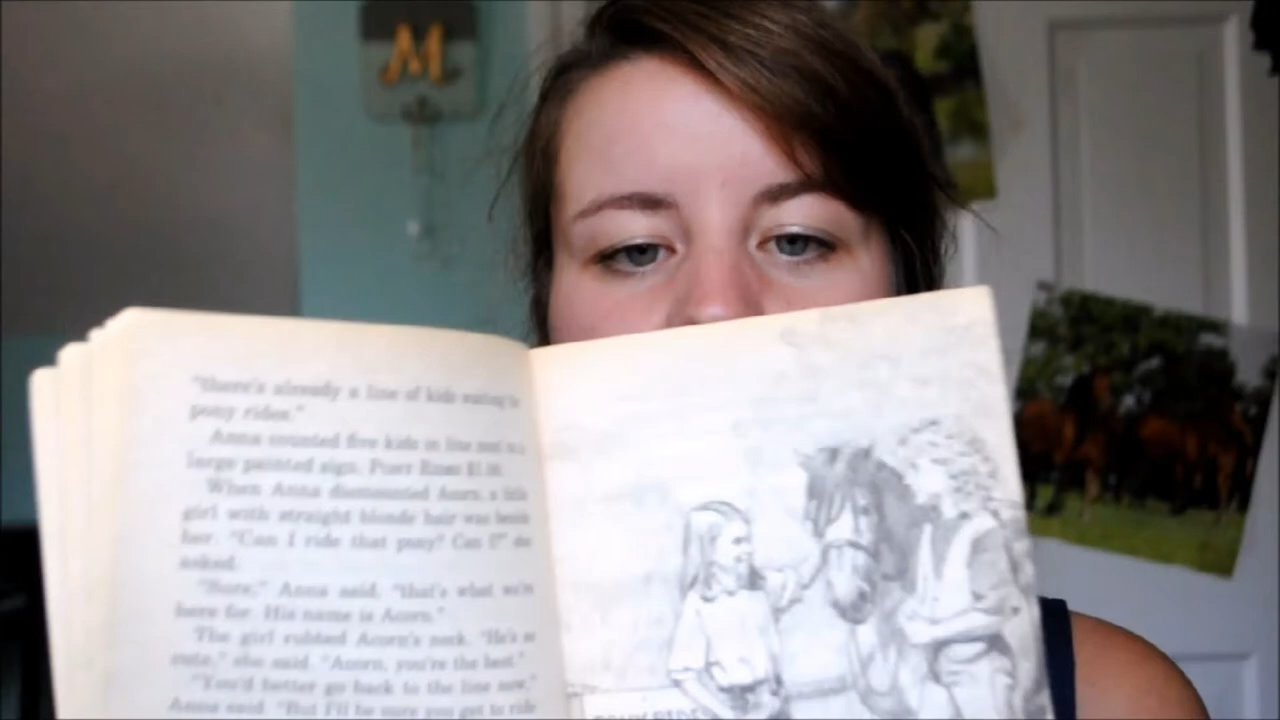 M
"there's already a line of kids waiting for
pony rides."
Anna counted five kids in line next to a
large painted sign. PONY RIDES $1.00.
When Anna dismounted Acorn, a little
girl with straight blonde hair was beside
her. "Can I ride that pony? Can I?" she
asked.
"Sure," Anna said, "that's what we're
here for. His name is Acorn."
The girl rubbed Acorn's neck. "He's so
cute," she said. "Acorn, you're the best."
"You'd better go back to the line now,"
Anna said. "But I'll be sure you get to ride
PONY RIDES